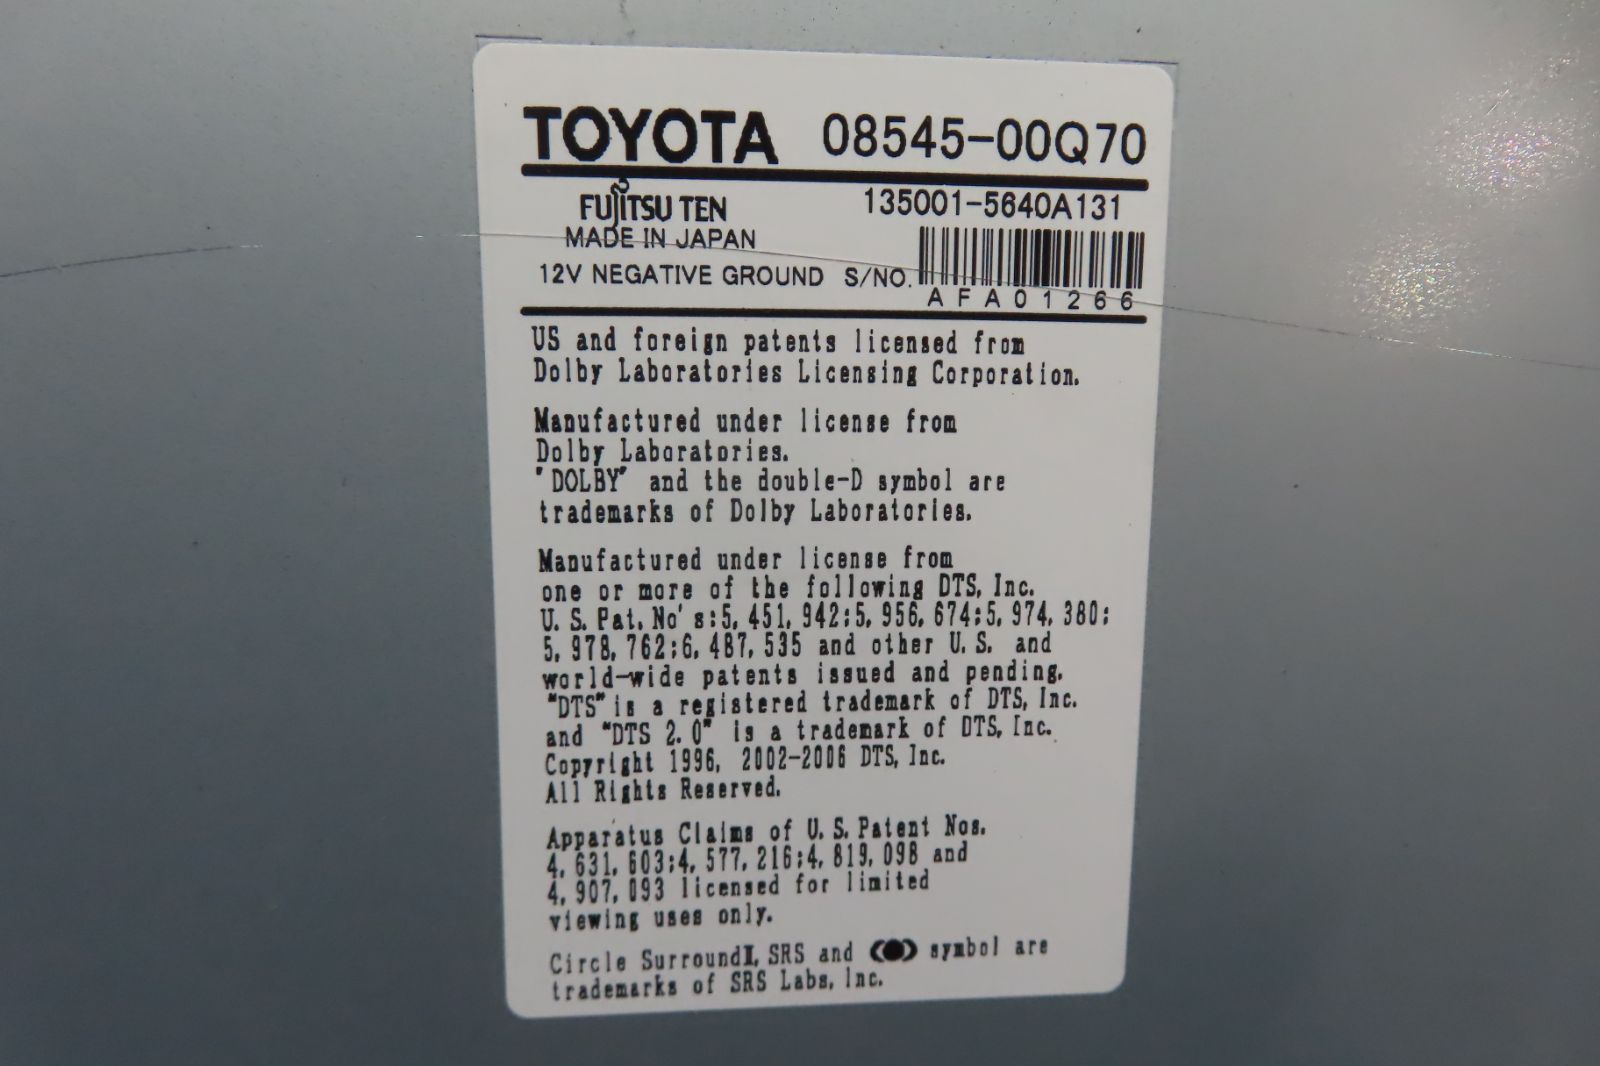 TOYOTA 08545-00Q70
FUJITSU TEN 135001-5640A131
MADE IN JAPAN
12V NEGATIVE GROUND S/NO.
AFA01266
US and foreign patents licensed from
Dolby Laboratories Licensing Corporation.
Manufactured under license from
Dolby Laboratories.
"DOLBY" and the double-D symbol are
trademarks of Dolby Laboratories.
Manufactured under license from
one or more of the following DTS, Inc.
U. S. Pat. No's:5, 451, 942;5, 956, 674;5, 974, 380;
5, 978, 762;6, 487, 535 and other U. S. and
world-wide patents issued and pending.
"DTS" is a registered trademark of DTS, Inc.
and "DTS 2. 0" is a trademark of DTS, Inc.
Copyright 1996, 2002-2006 DTS, Inc.
All Rights Reserved.
Apparatus Claims of U. S. Patent Nos.
4, 631, 603;4, 577, 216;4, 819, 098 and
4, 907, 093 licensed for limited
viewing uses only.
Circle SurroundⅡ, SRS and (●) symbol are
trademarks of SRS Labs, Inc.